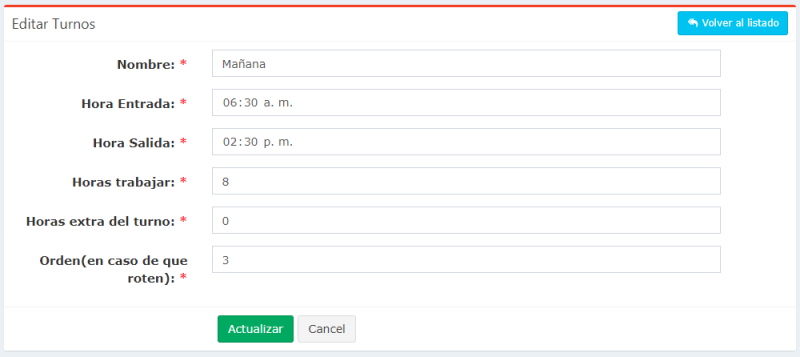 Editar Turnos
Volver al listado
Nombre: *
Mañana
Hora Entrada: *
06:30 a. m.
Hora Salida: *
02:30 p. m.
Horas trabajar: *
8
Horas extra del turno: *
0
Orden(en caso de que
roten): *
3
Actualizar
Cancel